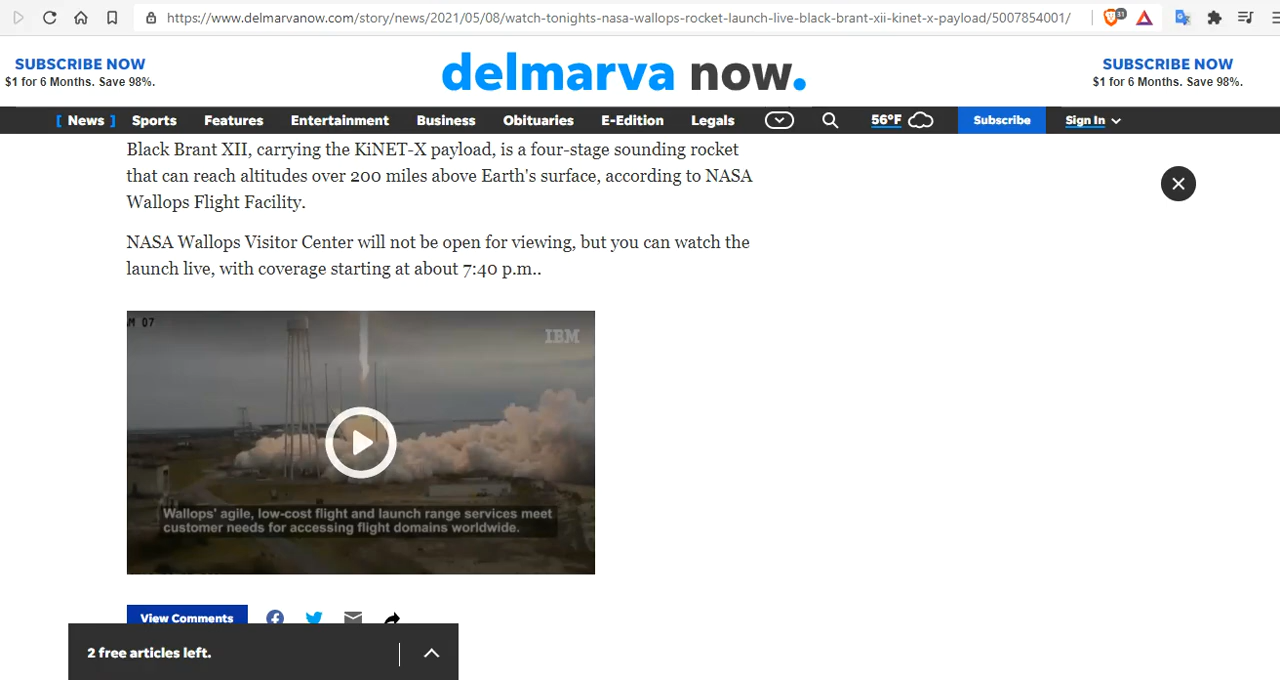 https://www.delmarvanow.com/story/news/2021/05/08/watch-tonights-nasa-wallops-rocket-launch-live-black-brant-xii-kinet-x-payload/5007854001/
31
SUBSCRIBE NOW
$1 for 6 Months. Save 98%.
delmarva now.
SUBSCRIBE NOW
$1 for 6 Months. Save 98%.
[ News ] Sports Features Entertainment Business Obituaries E-Edition Legals 56°F Subscribe Sign In
Black Brant XII, carrying the KiNET-X payload, is a four-stage sounding rocket
that can reach altitudes over 200 miles above Earth's surface, according to NASA
Wallops Flight Facility.
NASA Wallops Visitor Center will not be open for viewing, but you can watch the
launch live, with coverage starting at about 7:40 p.m..
M 07
IBM
Wallops' agile, low-cost flight and launch range services meet
customer needs for accessing flight domains worldwide.
View Comments
2 free articles left.